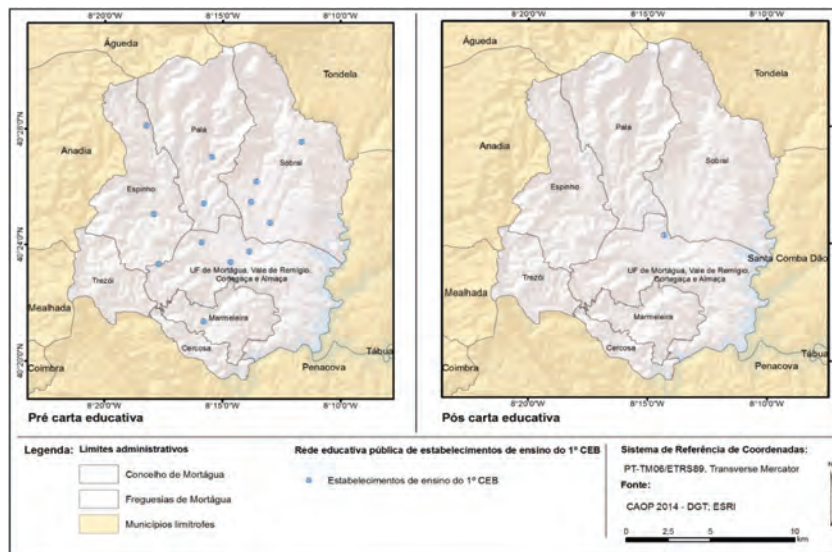 8°20'0"W 8°15'0"W 8°10'0"W
8°20'0"W 8°15'0"W 8°10'0"W
40°28'0"N
40°24'0"N
40°20'0"N
Águeda
Tondela
Pala
Anadia
Sobral
Espinho
Trezói
UF de Mortágua, Vale de Remígio,
Cortegaça e Almaça
Mealhada
Marmeleira
Cercosa
Tábua
Coimbra
Penacova
8°20'0"W 8°15'0"W 8°10'0"W
Pré carta educativa
Águeda
Tondela
Pala
Anadia
Sobral
Espinho
Santa Comba Dão
Trezói
UF de Mortágua, Vale de Remígio,
Cortegaça e Almaça
Mealhada
Marmeleira
Cercosa
Tábua
Coimbra
Penacova
8°20'0"W 8°15'0"W 8°10'0"W
Pós carta educativa
Legenda: Limites administrativos
Concelho de Mortágua
Freguesias de Mortágua
Municípios limítrofes
Rede educativa pública de estabelecimentos de ensino do 1º CEB
Estabelecimentos de ensino do 1º CEB
Sistema de Referência de Coordenadas:
PT-TM06/ETRS89, Transverse Mercator
Fonte:
CAOP 2014 - DGT; ESRI
0 2.5 5 10
km